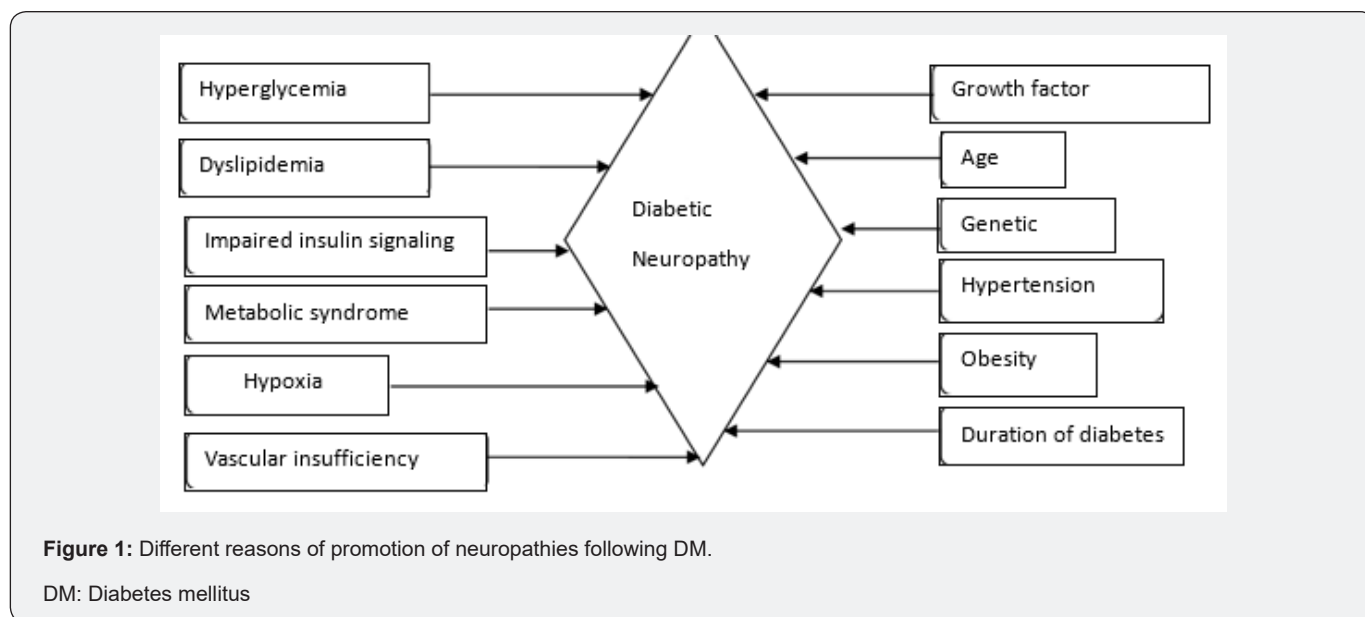 Hyperglycemia
Dyslipidemia
Impaired insulin signaling
Metabolic syndrome
Hypoxia
Vascular insufficiency
Diabetic
Neuropathy
Growth factor
Age
Genetic
Hypertension
Obesity
Duration of diabetes
Figure 1: Different reasons of promotion of neuropathies following DM.
DM: Diabetes mellitus